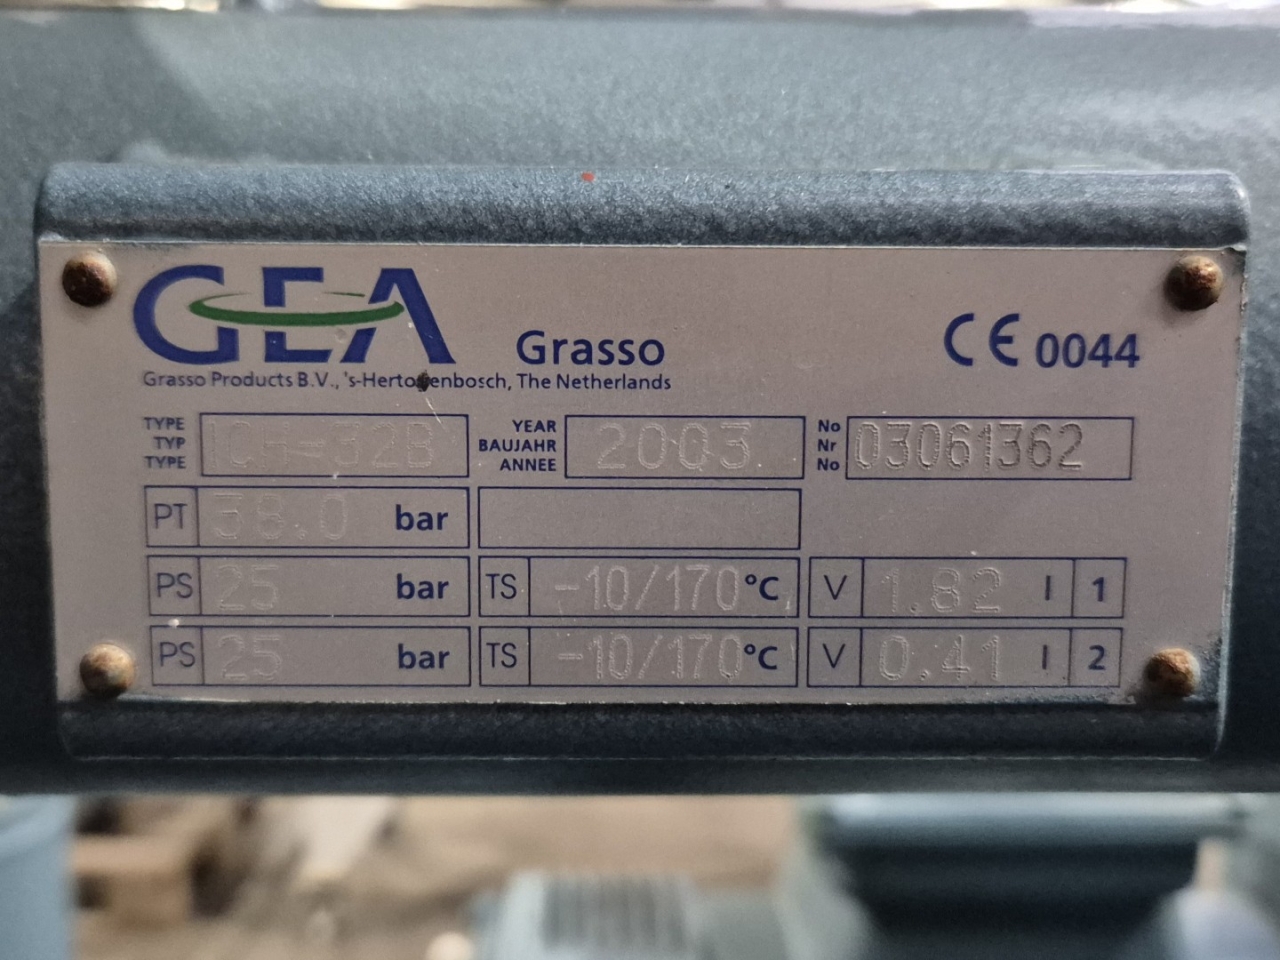 GEA
Grasso
CE 0044
Grasso Products B.V., 's-Hertogenbosch, The Netherlands
TYPE
TYP
TYPE
32B
YEAR
BAUJAHR
ANNEE
2003
No
Nr
No
03061362
PT 38.0 bar
PS 25 bar TS -10/170 °C V 1.82 l 1
PS 25 bar TS -10/170 °C V 0.41 l 2